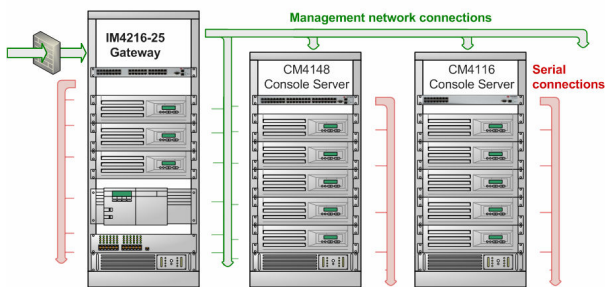 Management network connections
IM4216-25
Gateway
CM4148
Console Server
CM4116
Console Server
Serial
connections